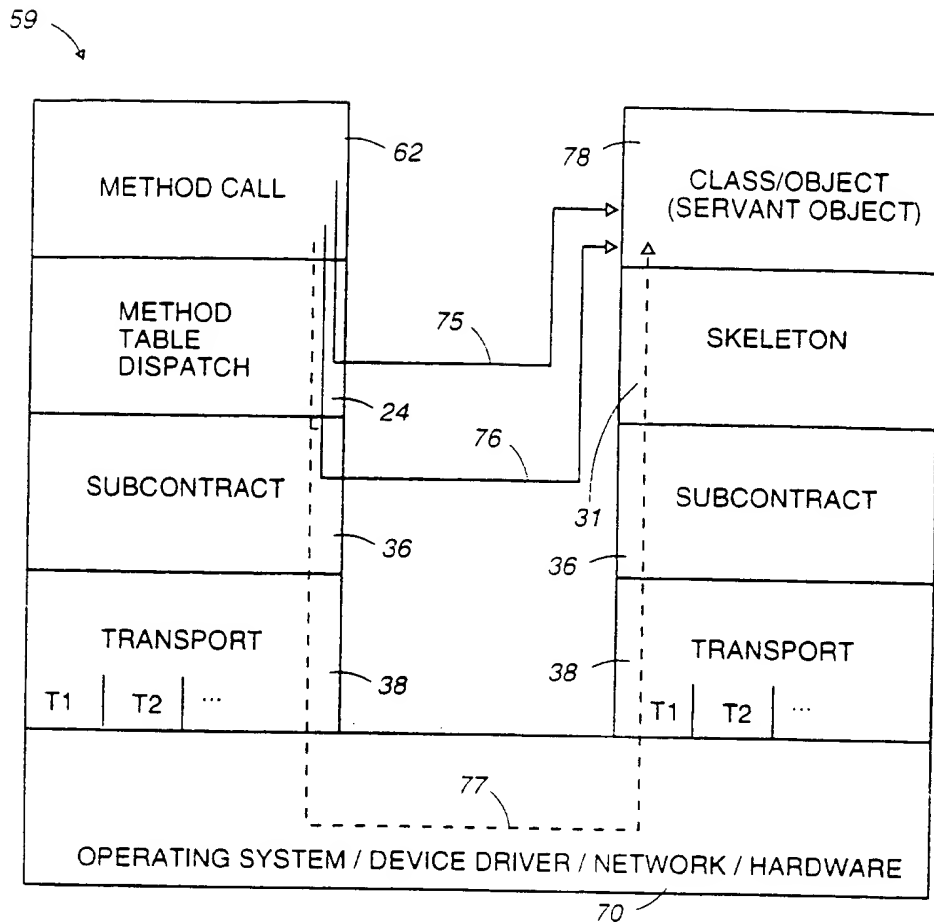 59
62
METHOD CALL
78
CLASS/OBJECT
(SERVANT OBJECT)
METHOD
TABLE
DISPATCH
75
SKELETON
24
76
31
SUBCONTRACT
SUBCONTRACT
36
36
TRANSPORT
TRANSPORT
38
38
T1
T2
...
T1
T2
...
77
OPERATING SYSTEM / DEVICE DRIVER / NETWORK / HARDWARE
70